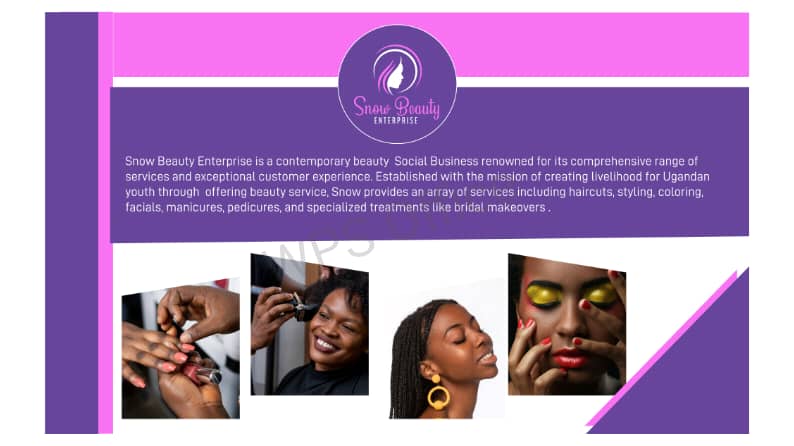 Snow Beauty
ENTERPRISE
Snow Beauty Enterprise is a contemporary beauty  Social Business renowned for its comprehensive range of
services and exceptional customer experience. Established with the mission of creating livelihood for Ugandan
youth through  offering beauty service, Snow provides an array of services including haircuts, styling, coloring,
facials, manicures, pedicures, and specialized treatments like bridal makeovers .
WPS